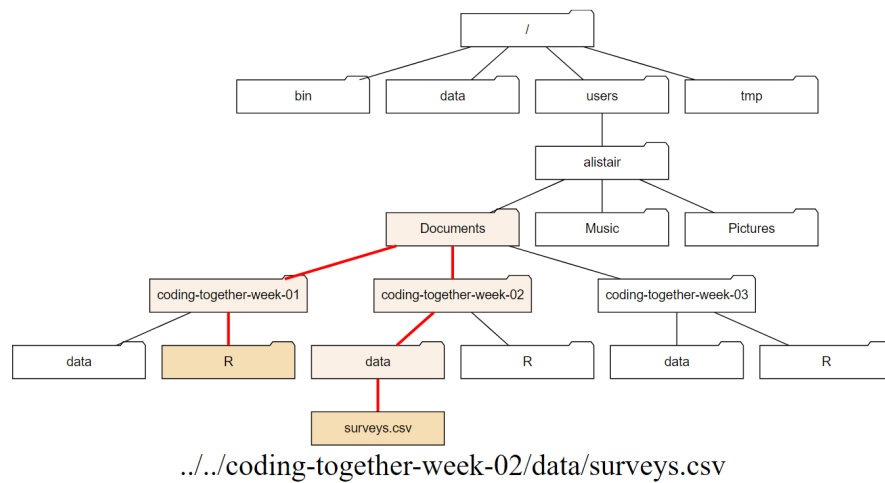 /
bin data users tmp
alistair
Documents Music Pictures
coding-together-week-01 coding-together-week-02 coding-together-week-03
data R data R data R
surveys.csv
../../coding-together-week-02/data/surveys.csv